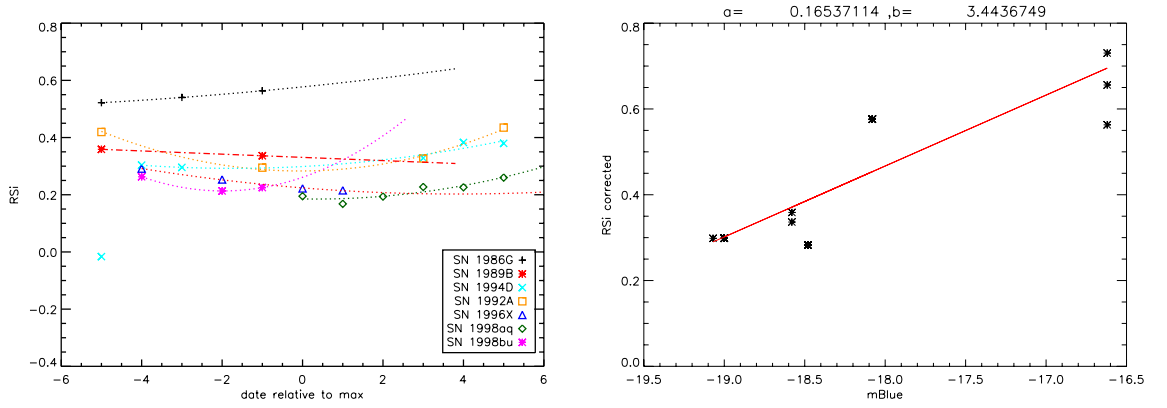 0.8
0.6
0.4
0.2
0.0
−0.2
−0.4
RSi
−6 −4 −2 0 2 4 6
date relative to max
SN 1986G
SN 1989B
SN 1994D
SN 1992A
SN 1996X
SN 1998aq
SN 1998bu
a= 0.16537114 ,b= 3.4436749
0.8
0.6
0.4
0.2
0.0
RSi corrected
−19.5 −19.0 −18.5 −18.0 −17.5 −17.0 −16.5
mBlue